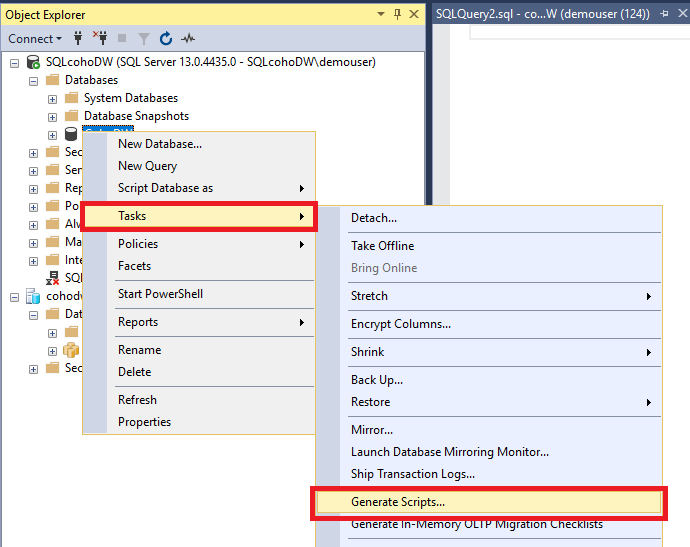 Object Explorer
Connect
SQLcohoDW (SQL Server 13.0.4435.0 - SQLcohoDW\demouser)
Databases
System Databases
Database Snapshots
Sec
Ser
Rep
Po
Alw
Ma
Inte
SQL
cohodw
Dat
Sec
New Database...
New Query
Script Database as
Tasks
Policies
Facets
Start PowerShell
Reports
Rename
Delete
Refresh
Properties
SQLQuery2.sql - co...W (demouser (124))
Detach...
Take Offline
Bring Online
Stretch
Encrypt Columns...
Shrink
Back Up...
Restore
Mirror...
Launch Database Mirroring Monitor...
Ship Transaction Logs...
Generate Scripts...
Generate In-Memory OLTP Migration Checklists